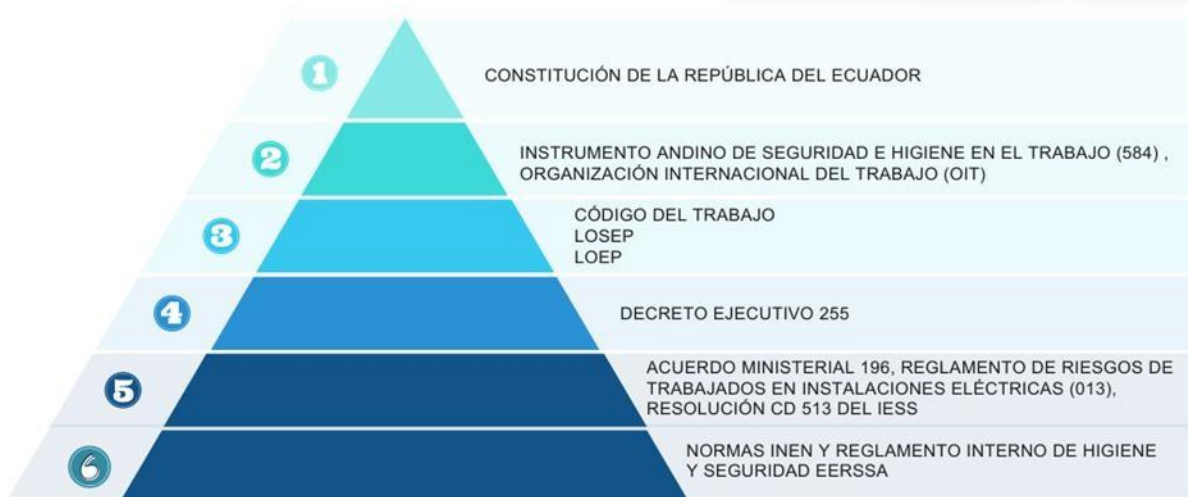 1
CONSTITUCIÓN DE LA REPÚBLICA DEL ECUADOR
2
INSTRUMENTO ANDINO DE SEGURIDAD E HIGIENE EN EL TRABAJO (584) ,
ORGANIZACIÓN INTERNACIONAL DEL TRABAJO (OIT)
3
CÓDIGO DEL TRABAJO
LOSEP
LOEP
4
DECRETO EJECUTIVO 255
5
ACUERDO MINISTERIAL 196, REGLAMENTO DE RIESGOS DE
TRABAJADOS EN INSTALACIONES ELÉCTRICAS (013),
RESOLUCIÓN CD 513 DEL IESS
6
NORMAS INEN Y REGLAMENTO INTERNO DE HIGIENE
Y SEGURIDAD EERSSA